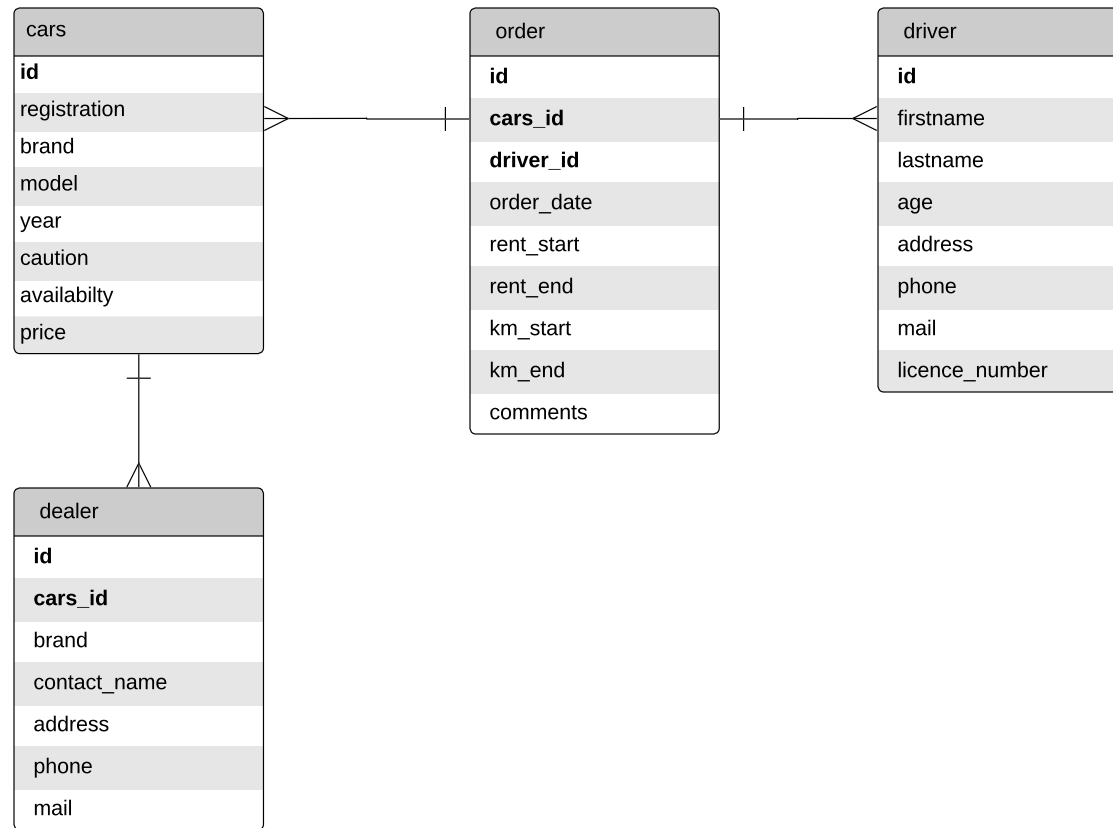 cars
id
registration
brand
model
year
caution
availabilty
price
order
id
cars_id
driver_id
order_date
rent_start
rent_end
km_start
km_end
comments
driver
id
firstname
lastname
age
address
phone
mail
licence_number
dealer
id
cars_id
brand
contact_name
address
phone
mail